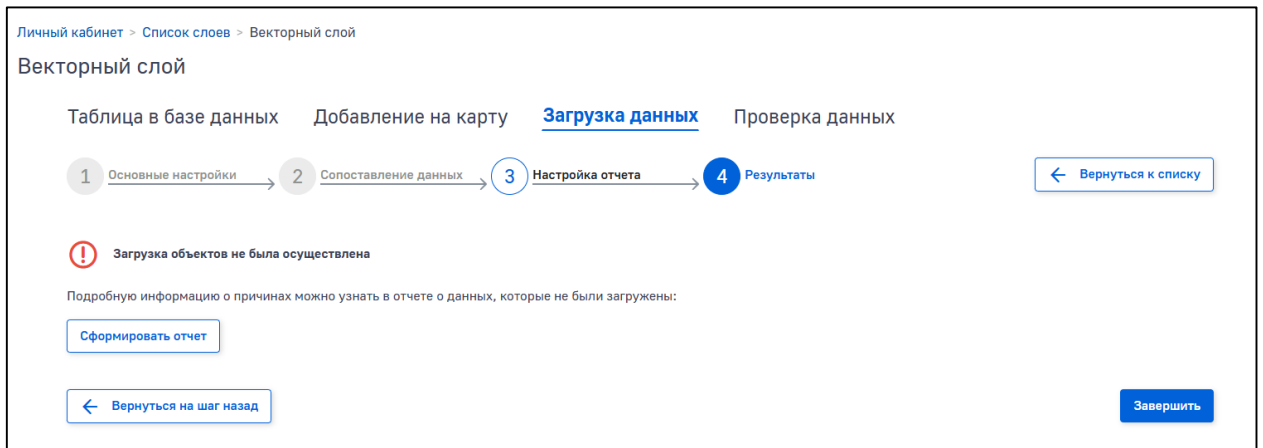 Личный кабинет > Список слоев > Векторный слой
Векторный слой
Таблица в базе данных Добавление на карту Загрузка данных Проверка данных
1 Основные настройки 2 Сопоставление данных 3 Настройка отчета 4 Результаты ← Вернуться к списку
! Загрузка объектов не была осуществлена
Подробную информацию о причинах можно узнать в отчете о данных, которые не были загружены:
Сформировать отчет
← Вернуться на шаг назад Завершить